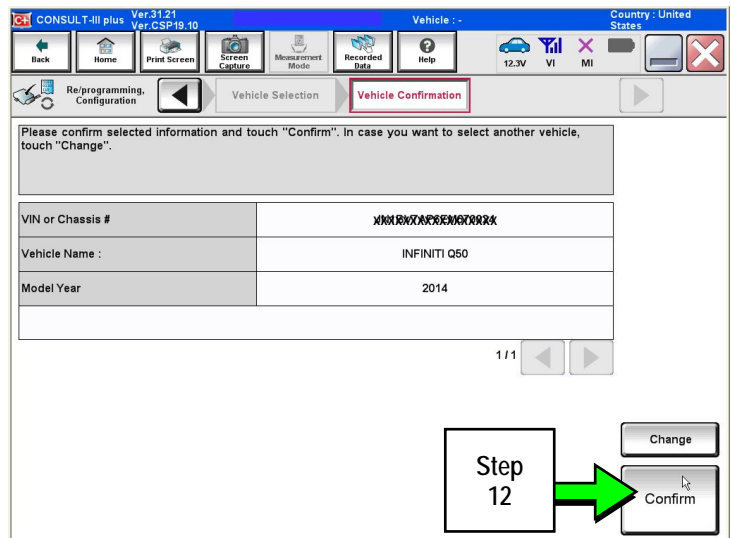 CONSULT-III plus Ver.31.21 Vehicle : - Country : United
Ver.CSP19.10 States
Back Home Print Screen Screen Capture Measurement Mode Recorded Data Help 12.3V VI MI
Re/programming, Configuration Vehicle Selection Vehicle Confirmation
Please confirm selected information and touch "Confirm". In case you want to select another vehicle,
touch "Change".
VIN or Chassis #
Vehicle Name : INFINITI Q50
Model Year 2014
1/1
Change
Step
12
Confirm